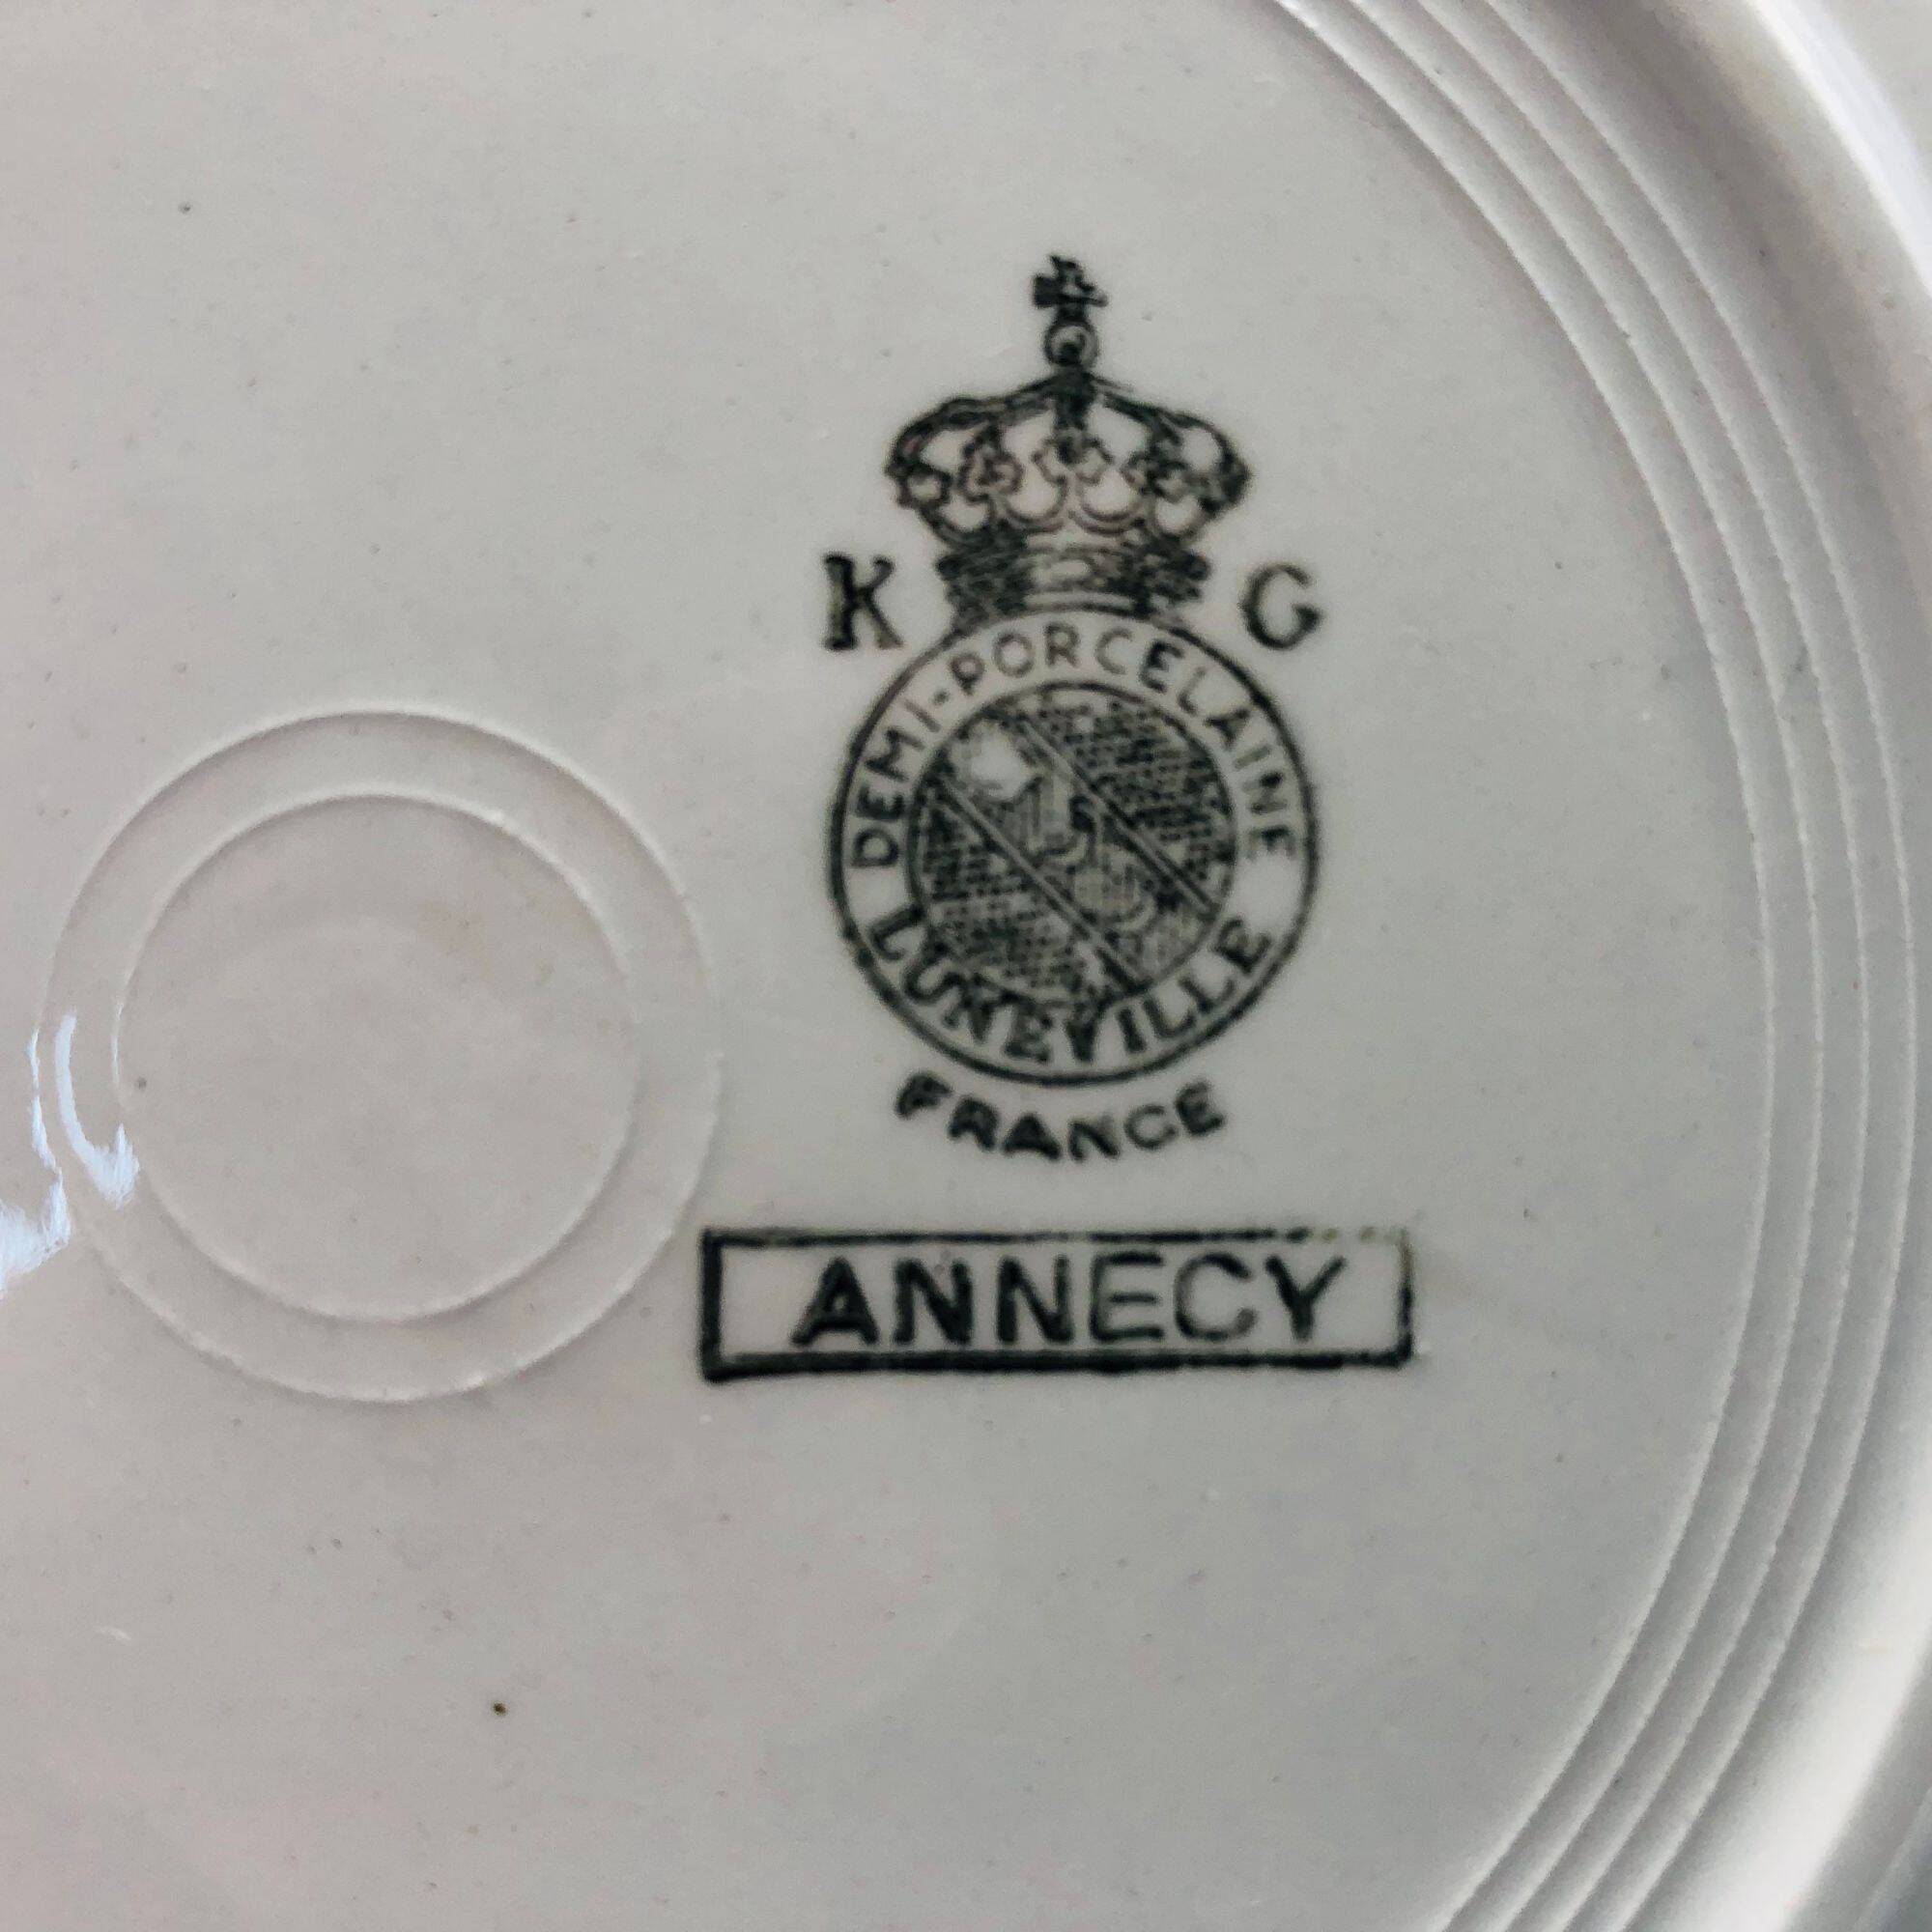 K G
DEMI-PORCELAINE
LUNEVILLE
FRANCE
ANNECY